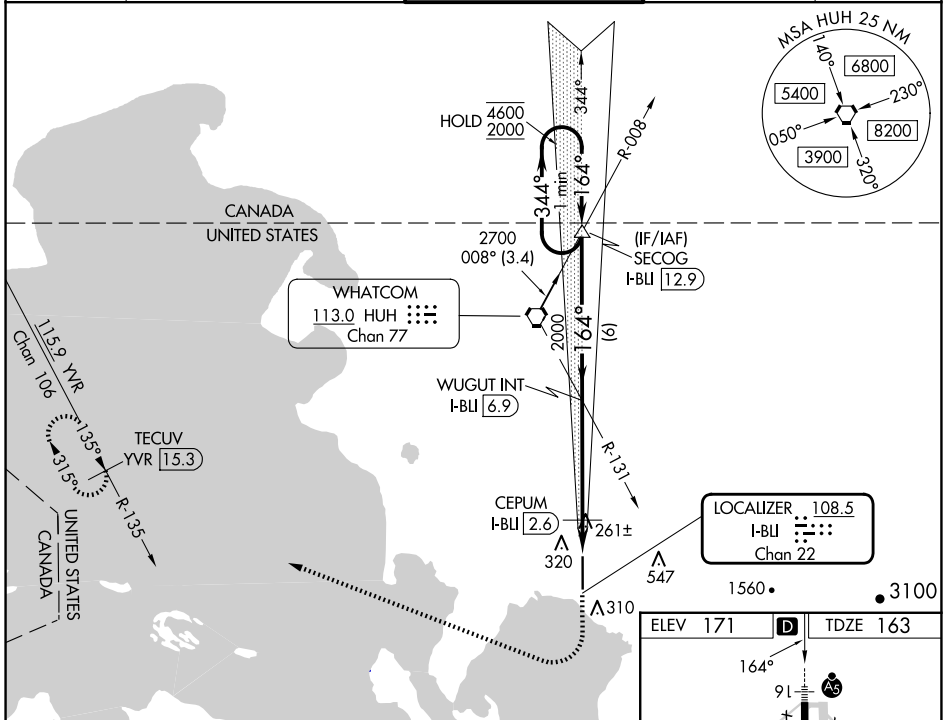 MSA HUH 25 NM
140°
6800
5400
230°
050°
8200
3900
320°
344°
HOLD 4600
2000
R-008
344°
1 min
164°
CANADA
UNITED STATES
2700
008° (3.4)
(IF/IAF)
SECOG
I-BLI 12.9
WHATCOM
113.0 HUH
Chan 77
2000
164°
(6)
115.9 YVR
Chan 106
WUGUT INT
I-BLI 6.9
135°
TECUV
YVR 15.3
315°
R-131
R-135
CEPUM
I-BLI 2.6
261±
LOCALIZER 108.5
I-BLI
Chan 22
UNITED STATES
CANADA
320
547
1560
3100
310
ELEV 171
D
TDZE 163
164°
16
A5